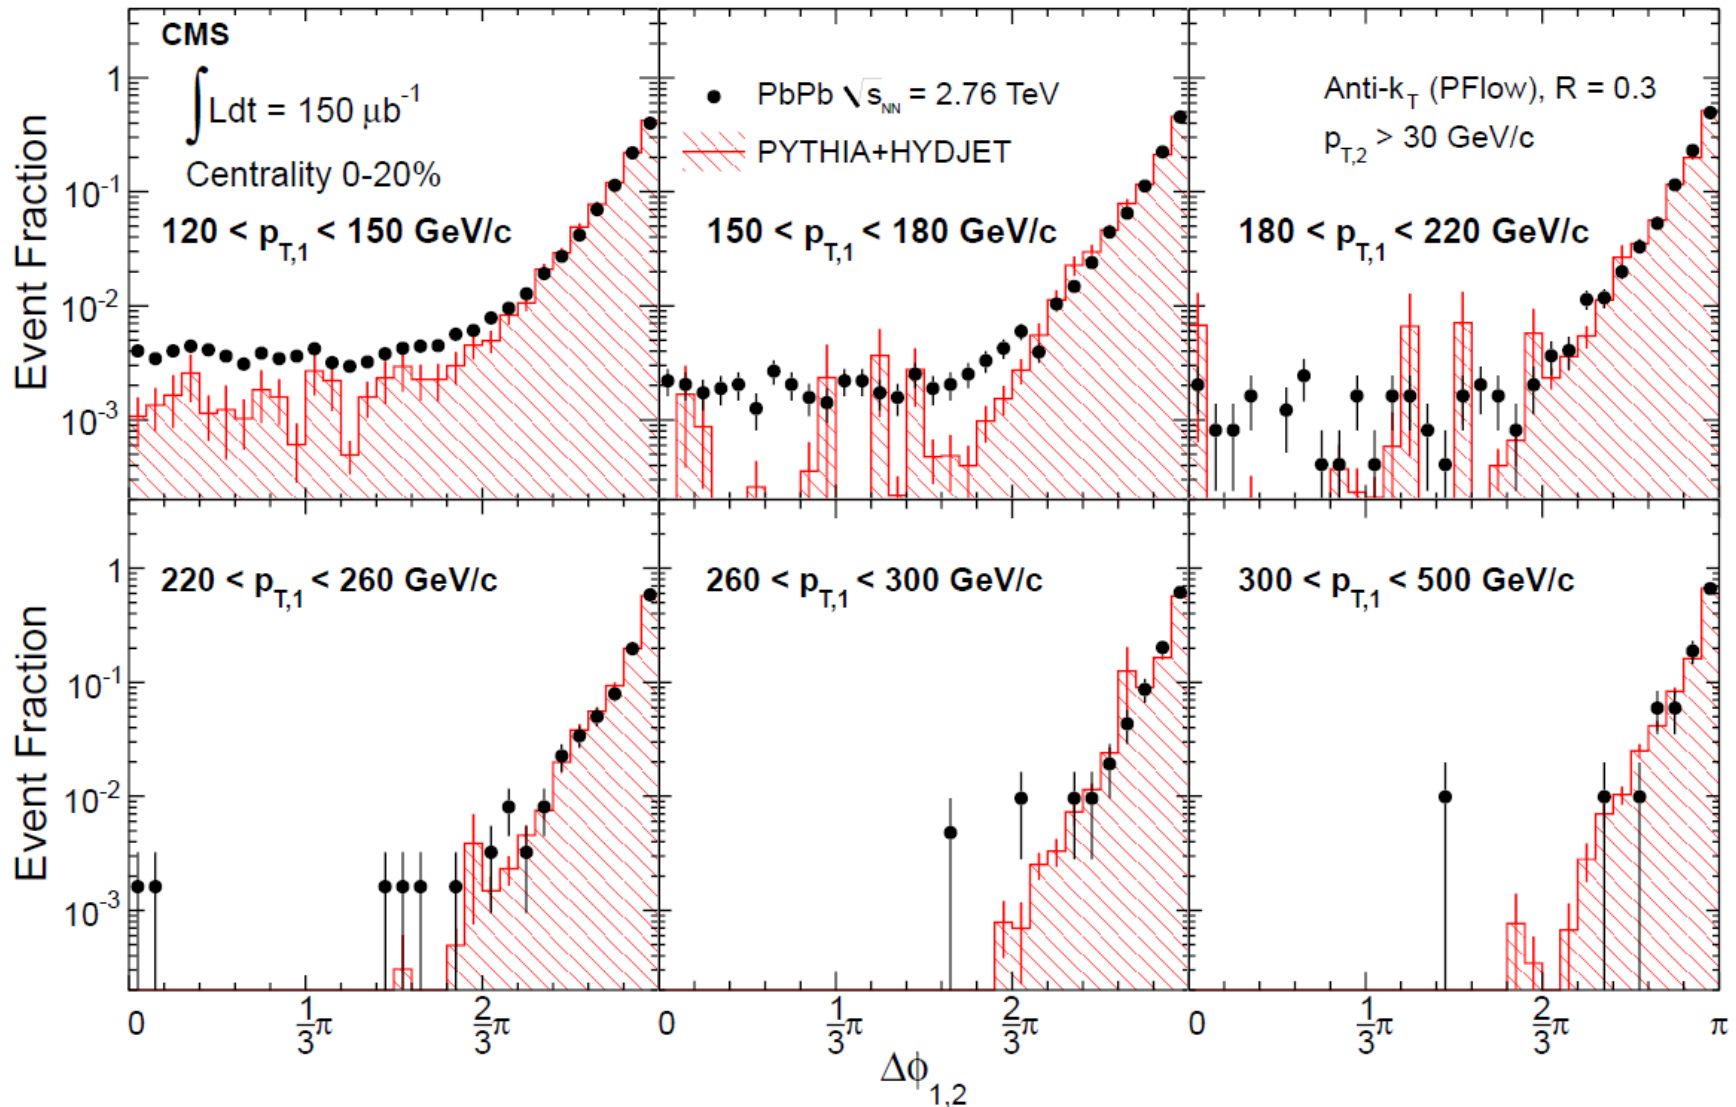 CMS
∫Ldt = 150 μb⁻¹
Centrality 0-20%
120 < p_T,1 < 150 GeV/c
PbPb √s_NN = 2.76 TeV
PYTHIA+HYDJET
150 < p_T,1 < 180 GeV/c
Anti-k_T (PFlow), R = 0.3
p_T,2 > 30 GeV/c
180 < p_T,1 < 220 GeV/c
Event Fraction
1
10⁻¹
10⁻²
10⁻³
220 < p_T,1 < 260 GeV/c
260 < p_T,1 < 300 GeV/c
300 < p_T,1 < 500 GeV/c
Event Fraction
1
10⁻¹
10⁻²
10⁻³
0 1/3π 2/3π 0 1/3π 2/3π 0 1/3π 2/3π π
Δϕ_1,2